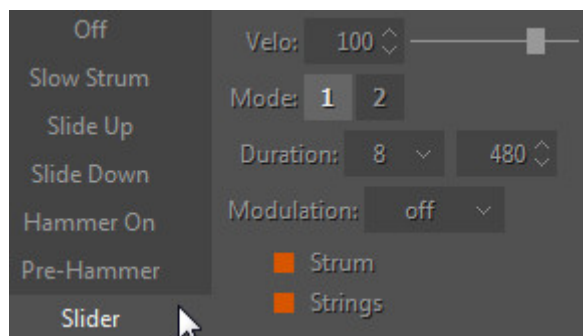 Off
Slow Strum
Slide Up
Slide Down
Hammer On
Pre-Hammer
Slider
Velo: 100
Mode: 1 2
Duration: 8 480
Modulation: off
Strum
Strings